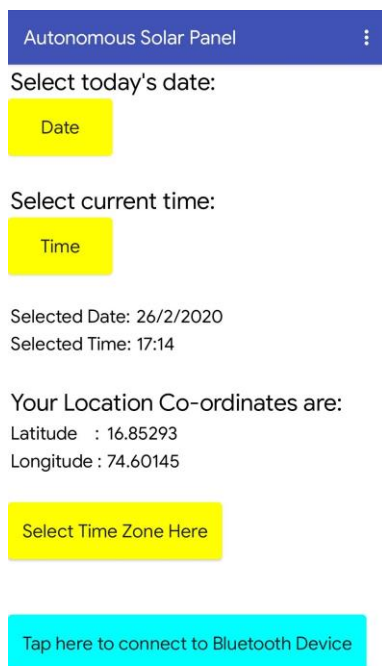 Autonomous Solar Panel
Select today's date:
Date
Select current time:
Time
Selected Date: 26/2/2020
Selected Time: 17:14
Your Location Co-ordinates are:
Latitude : 16.85293
Longitude : 74.60145
Select Time Zone Here
Tap here to connect to Bluetooth Device